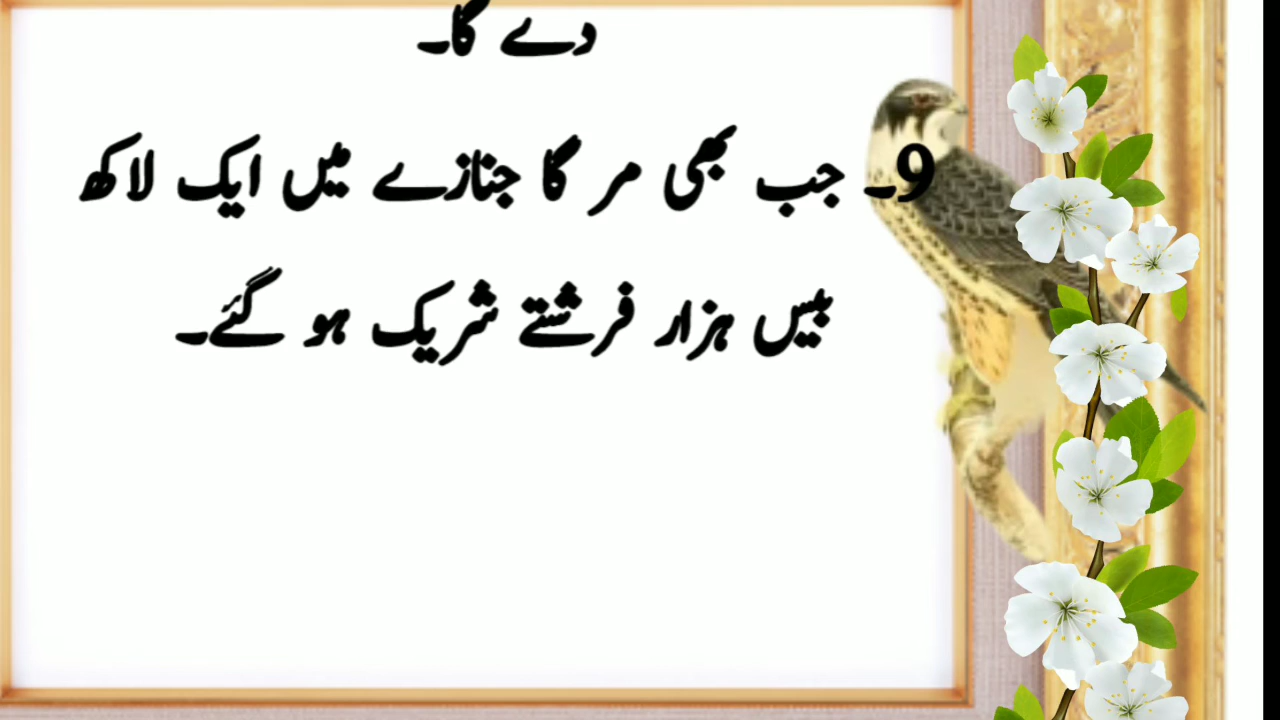 دے گا۔
9۔ جب بھی مر گا جنازے میں ایک لاکھ
بیس ہزار فرشتے شریک ہو گئے۔